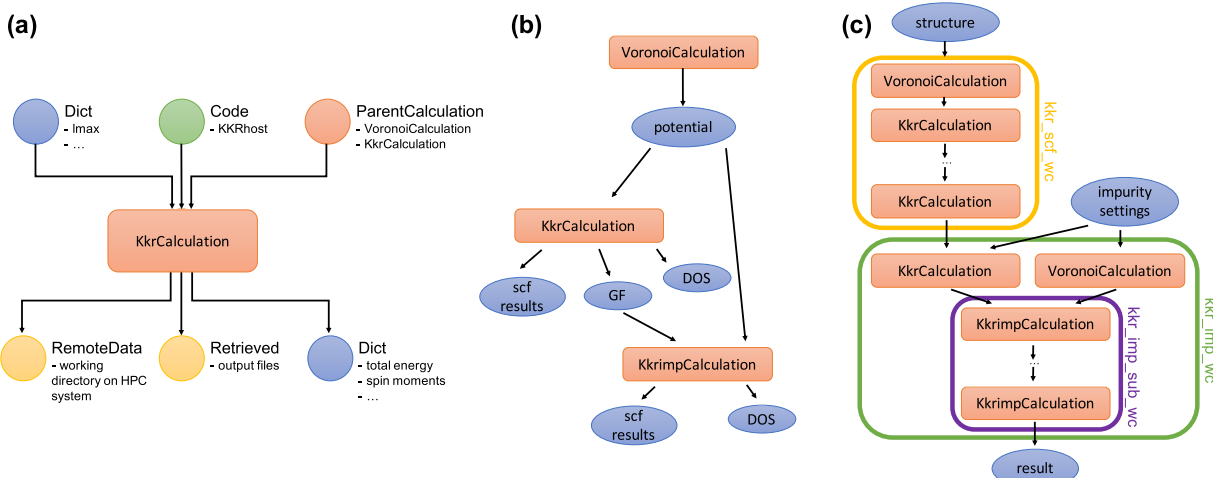 (a)
Dict
- lmax
- ...
Code
- KKRhost
ParentCalculation
- VoronoiCalculation
- KkrCalculation
KkrCalculation
RemoteData
- working
directory on HPC
system
Retrieved
- output files
Dict
- total energy
- spin moments
- ...
(b)
VoronoiCalculation
potential
KkrCalculation
scf
results
GF
DOS
KkrimpCalculation
scf
results
DOS
(c)
structure
VoronoiCalculation
KkrCalculation
...
KkrCalculation
kkr_scf_wc
impurity
settings
KkrCalculation
VoronoiCalculation
KkrimpCalculation
...
KkrimpCalculation
kkr_imp_sub_wc
kkr_imp_wc
result